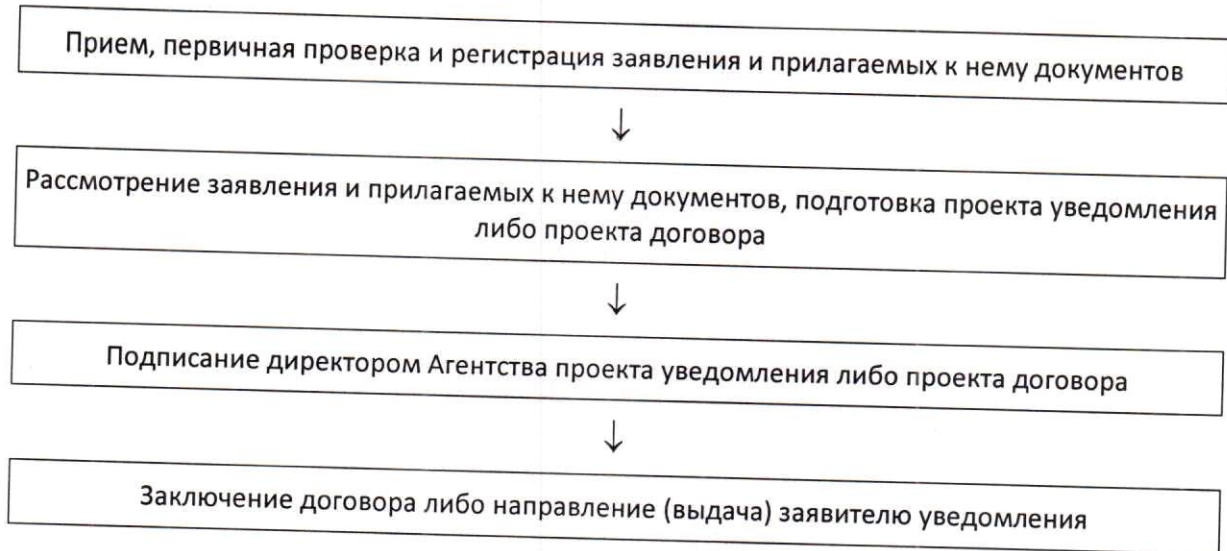 Прием, первичная проверка и регистрация заявления и прилагаемых к нему документов
↓
Рассмотрение заявления и прилагаемых к нему документов, подготовка проекта уведомления
либо проекта договора
↓
Подписание директором Агентства проекта уведомления либо проекта договора
↓
Заключение договора либо направление (выдача) заявителю уведомления